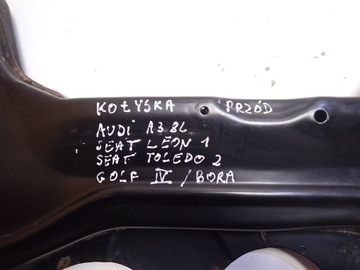 KOŁYSKA PRZÓD
AUDI A3 8L
SEAT LEON 1
SEAT TOLEDO 2
GOLF IV / BORA